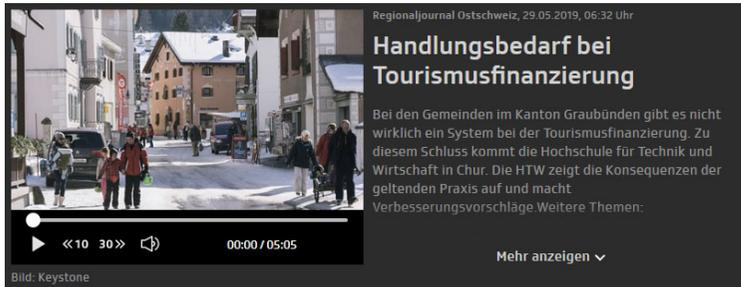 Regionaljournal Ostschweiz, 29.05.2019, 06:32 Uhr
Handlungsbedarf bei
Tourismusfinanzierung
Bei den Gemeinden im Kanton Graubünden gibt es nicht
wirklich ein System bei der Tourismusfinanzierung. Zu
diesem Schluss kommt die Hochschule für Technik und
Wirtschaft in Chur. Die HTW zeigt die Konsequenzen der
geltenden Praxis auf und macht
Verbesserungsvorschläge.Weitere Themen:
10 30
00:00 / 05:05
Mehr anzeigen
Bild: Keystone